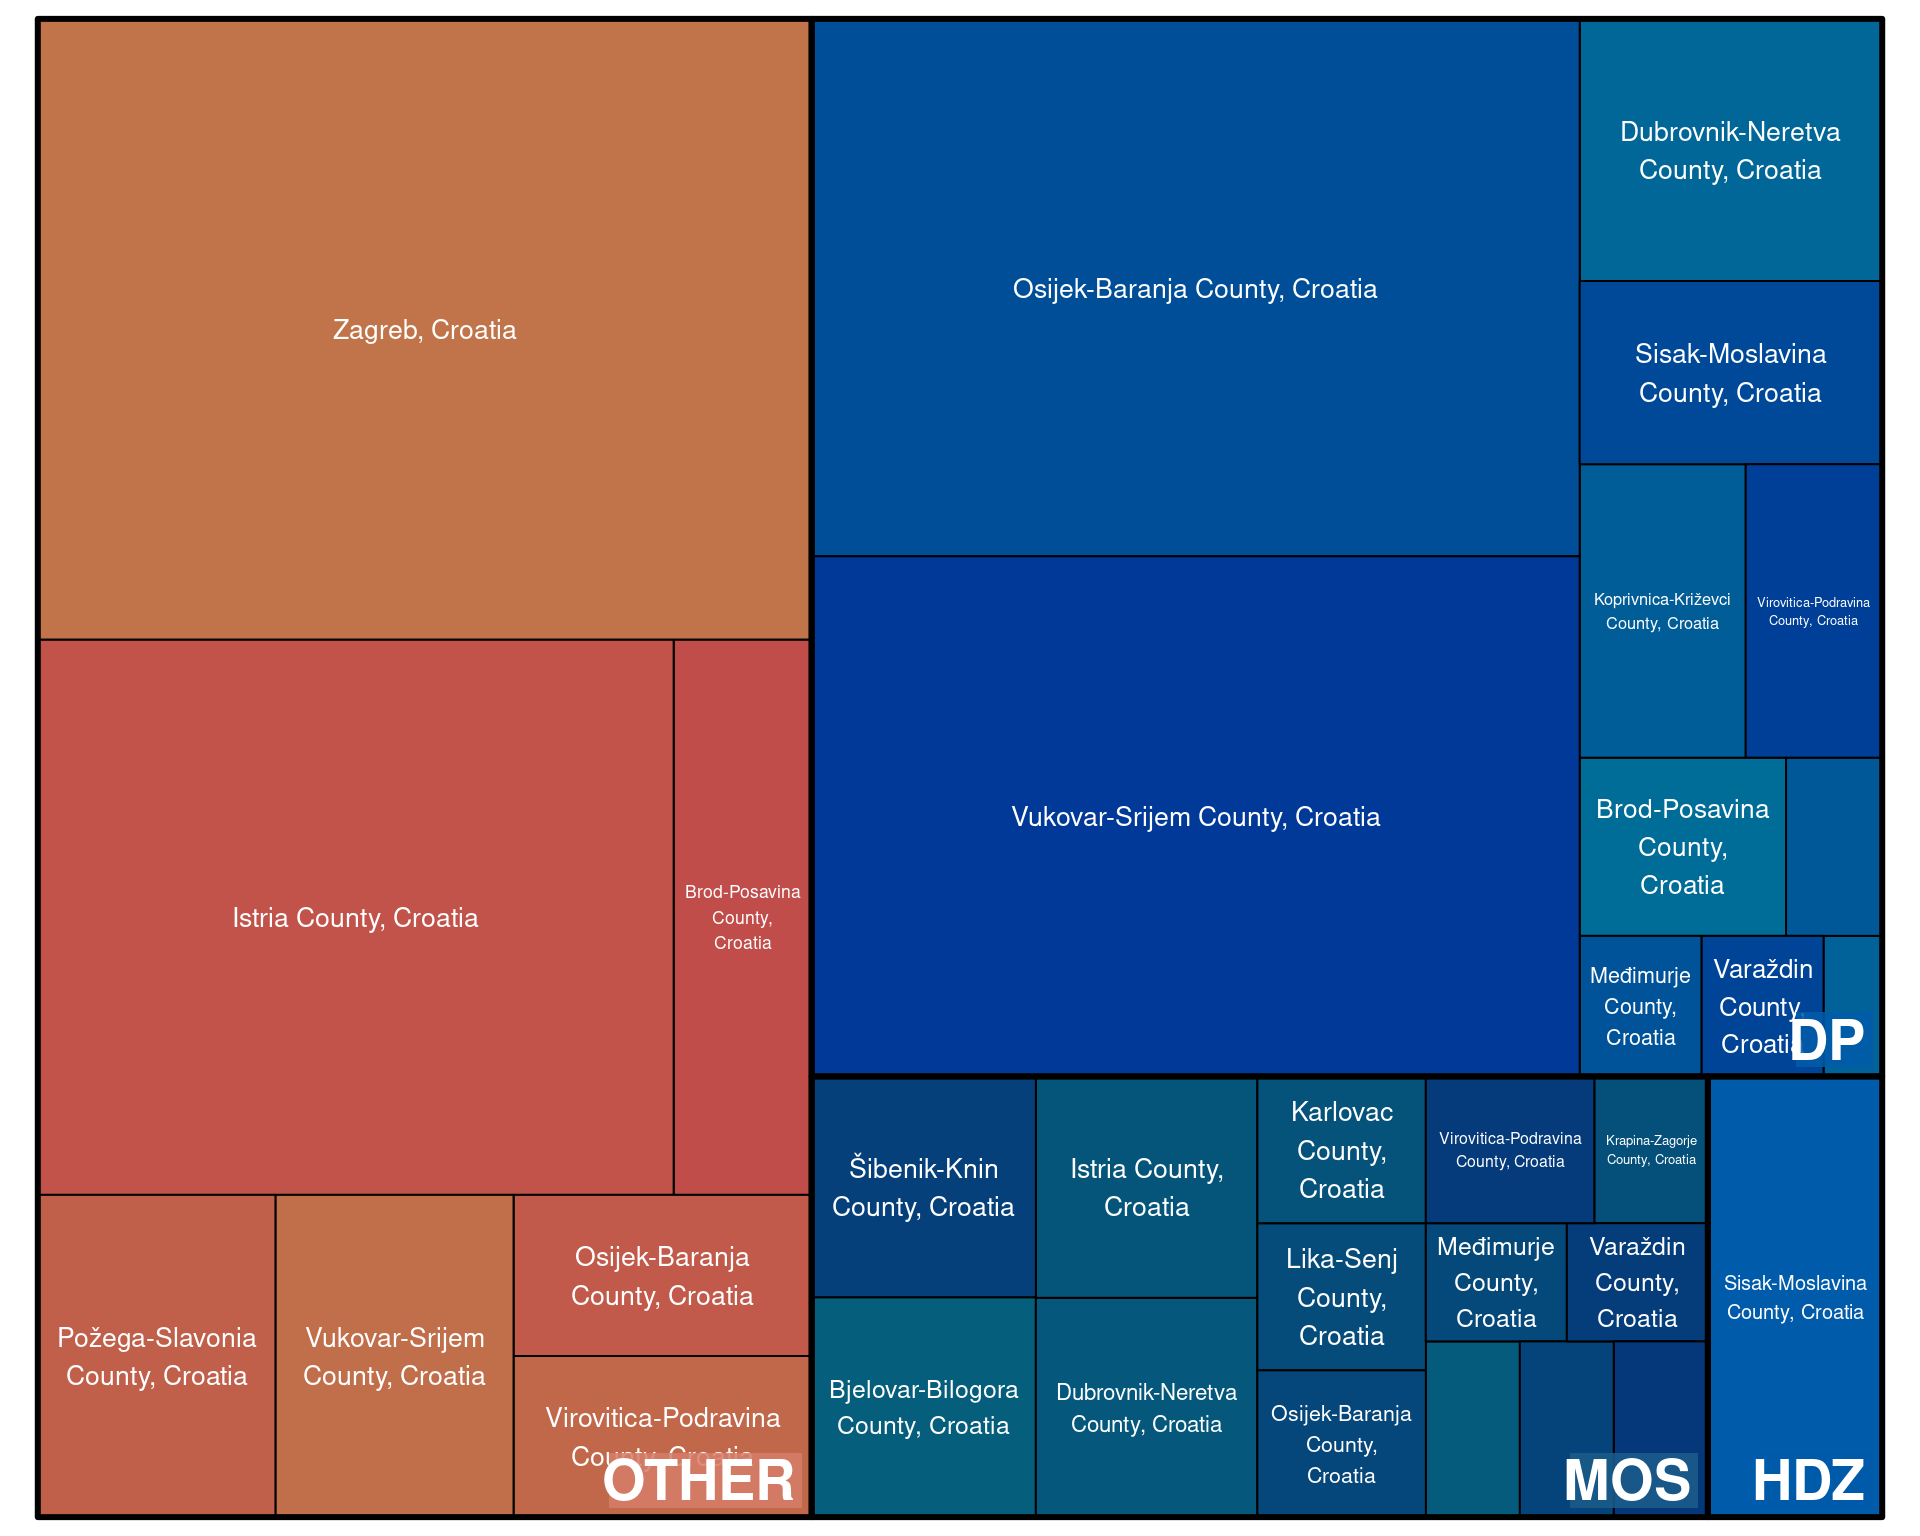 Zagreb, Croatia
Istria County, Croatia
Brod-Posavina
County,
Croatia
Požega-Slavonia
County, Croatia
Vukovar-Srijem
County, Croatia
Osijek-Baranja
County, Croatia
Virovitica-Podravina
County, Croatia
OTHER
Osijek-Baranja County, Croatia
Vukovar-Srijem County, Croatia
Dubrovnik-Neretva
County, Croatia
Sisak-Moslavina
County, Croatia
Koprivnica-Križevci
County, Croatia
Virovitica-Podravina
County, Croatia
Brod-Posavina
County,
Croatia
Međimurje
County,
Croatia
Varaždin
County,
Croatia
DP
Šibenik-Knin
County, Croatia
Bjelovar-Bilogora
County, Croatia
Istria County,
Croatia
Dubrovnik-Neretva
County, Croatia
Karlovac
County,
Croatia
Lika-Senj
County,
Croatia
Osijek-Baranja
County,
Croatia
Virovitica-Podravina
County, Croatia
Krapina-Zagorje
County, Croatia
Međimurje
County,
Croatia
Varaždin
County,
Croatia
MOS
Sisak-Moslavina
County, Croatia
HDZ